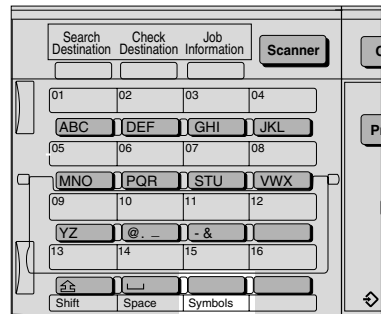 Search Destination Check Destination Job Information Scanner
01 02 03 04
ABC DEF GHI JKL
05 06 07 08
MNO PQR STU VWX
09 10 11 12
YZ @. _ - &
13 14 15 16
Shift Space Symbols